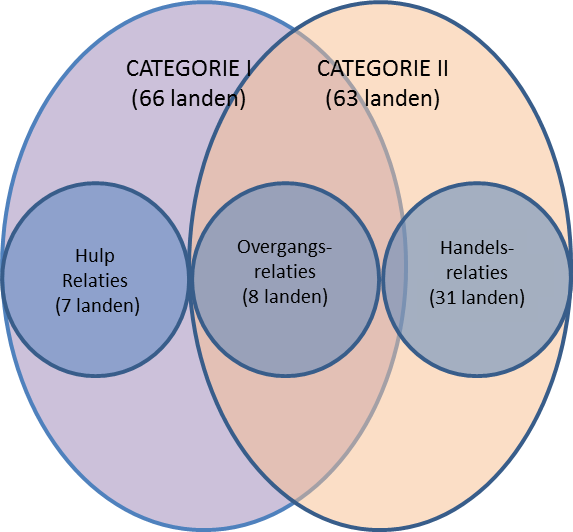 CATEGORIE I
(66 landen)
CATEGORIE II
(63 landen)
Hulp
Relaties
(7 landen)
Overgangs-
relaties
(8 landen)
Handels-
relaties
(31 landen)